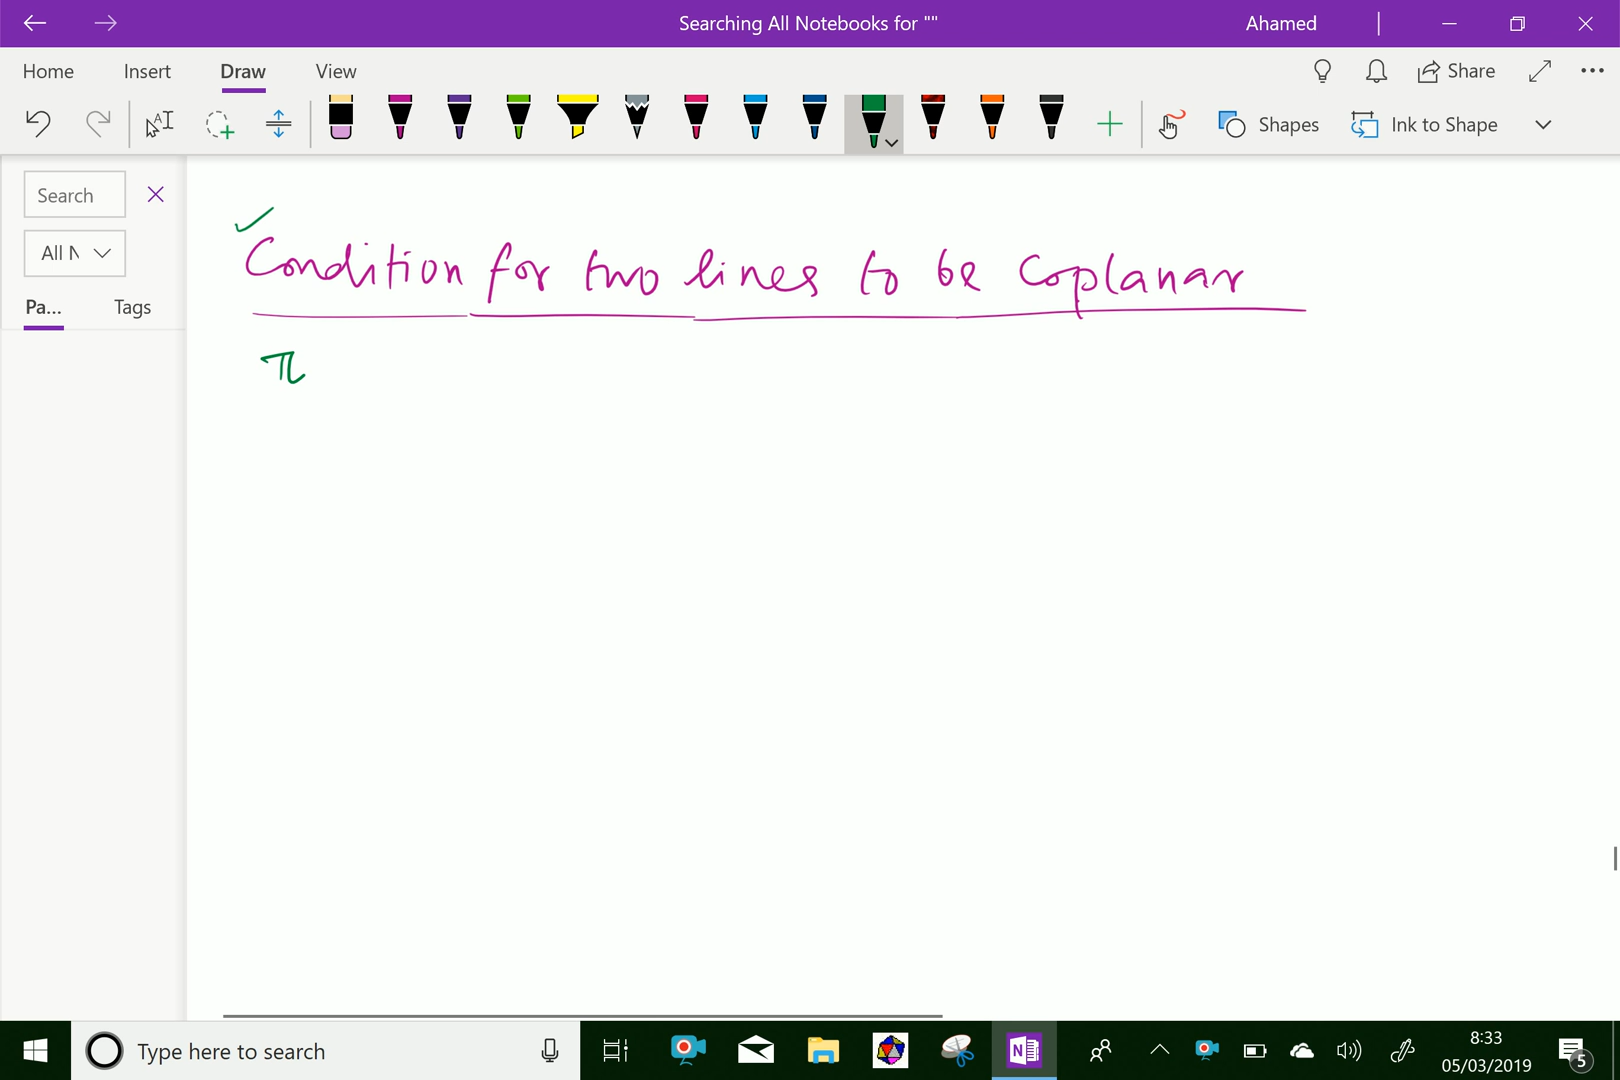 Searching All Notebooks for ""
Ahamed
Home Insert Draw View
Share
Shapes
Ink to Shape
Search
All N
Pa... Tags
Condition for two lines to be Coplanar
π
Type here to search
8:33
05/03/2019
5